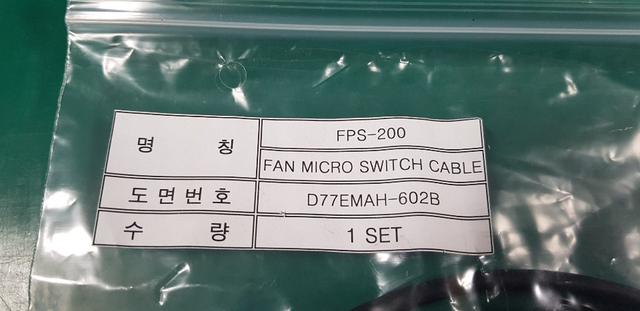 명 칭 FPS-200
FAN MICRO SWITCH CABLE
도면번호 D77EMAH-602B
수 량 1 SET